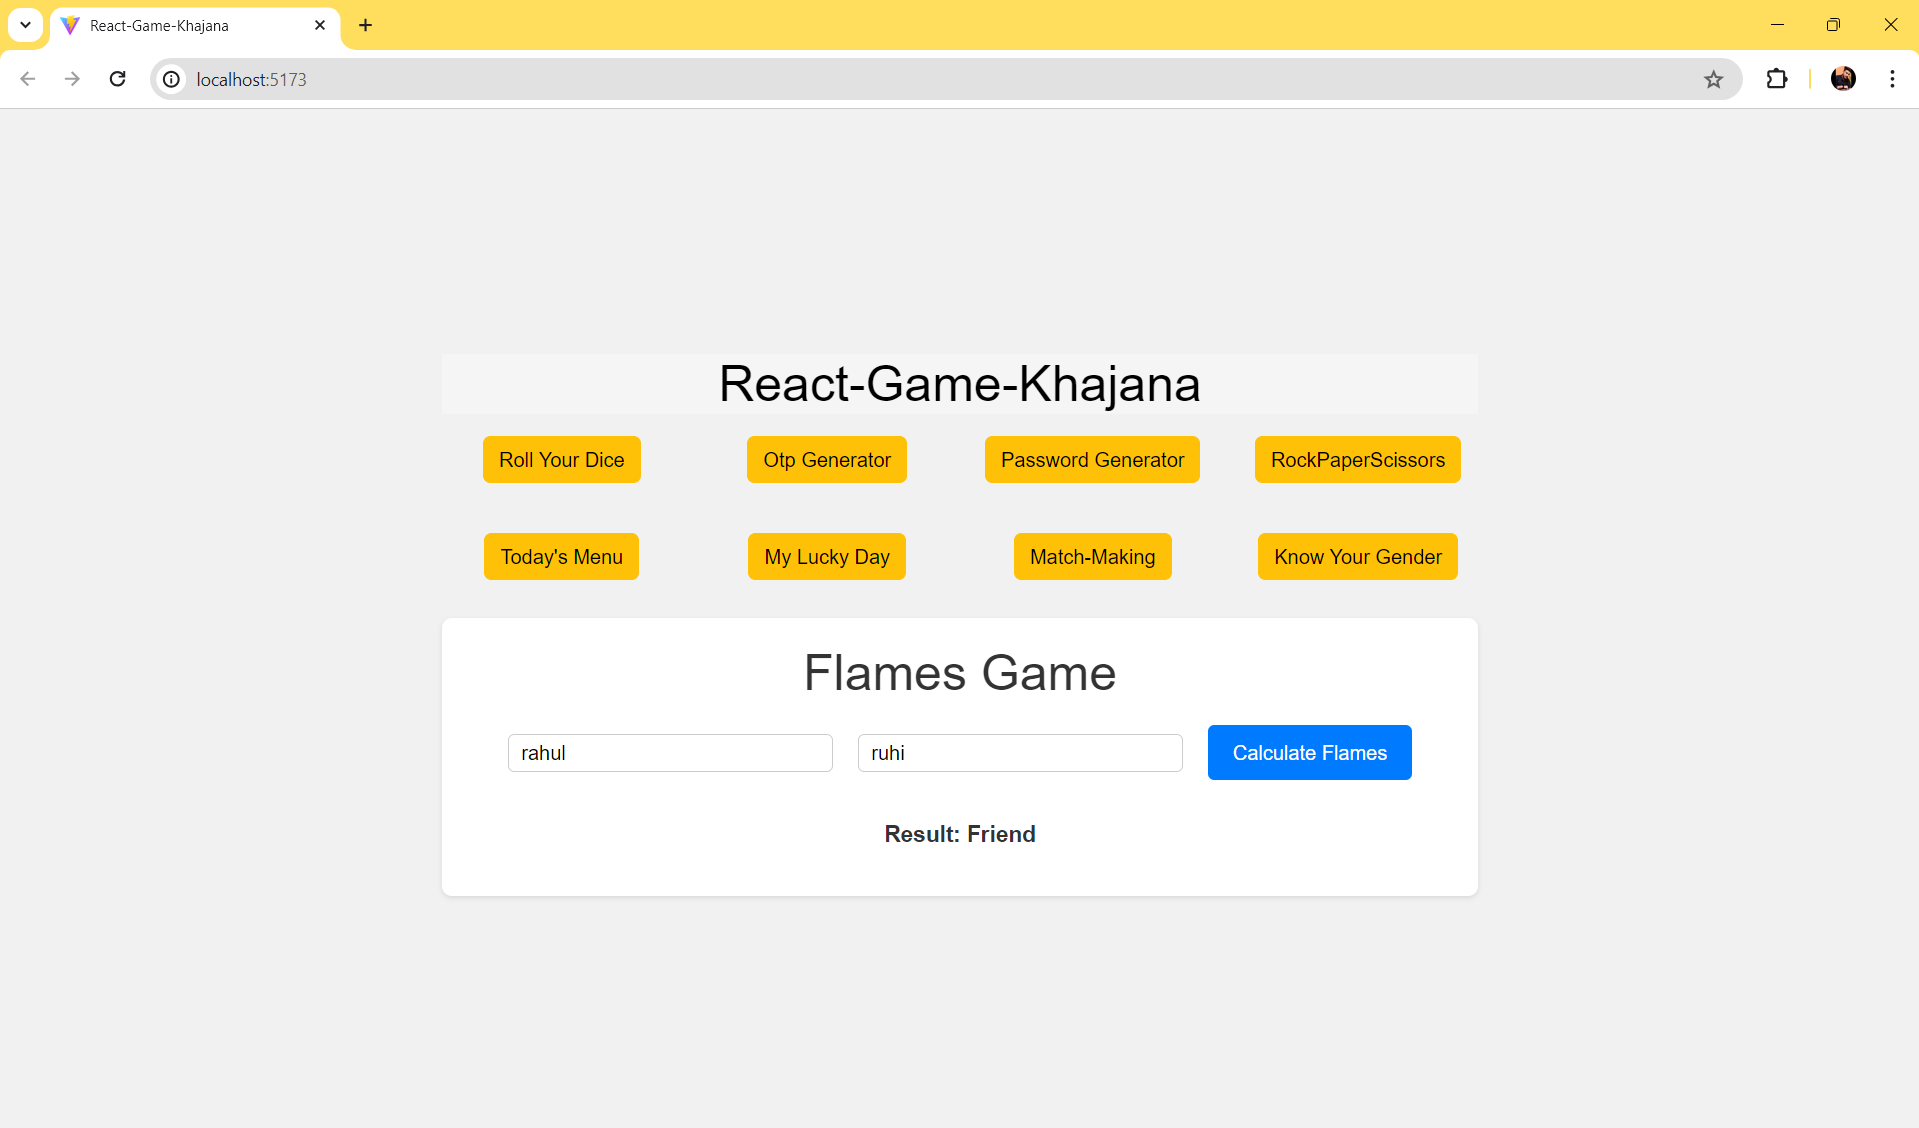 React-Game-Khajana
localhost:5173
React-Game-Khajana
Roll Your Dice
Otp Generator
Password Generator
RockPaperScissors
Today's Menu
My Lucky Day
Match-Making
Know Your Gender
Flames Game
rahul
ruhi
Calculate Flames
Result: Friend